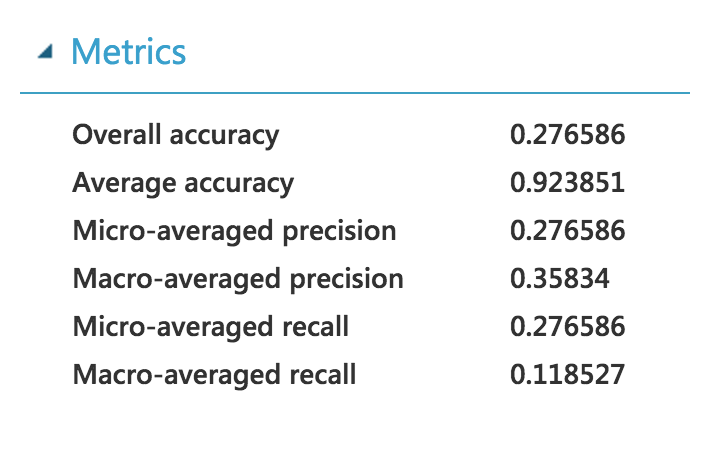 Metrics
Overall accuracy 0.276586
Average accuracy 0.923851
Micro-averaged precision 0.276586
Macro-averaged precision 0.35834
Micro-averaged recall 0.276586
Macro-averaged recall 0.118527